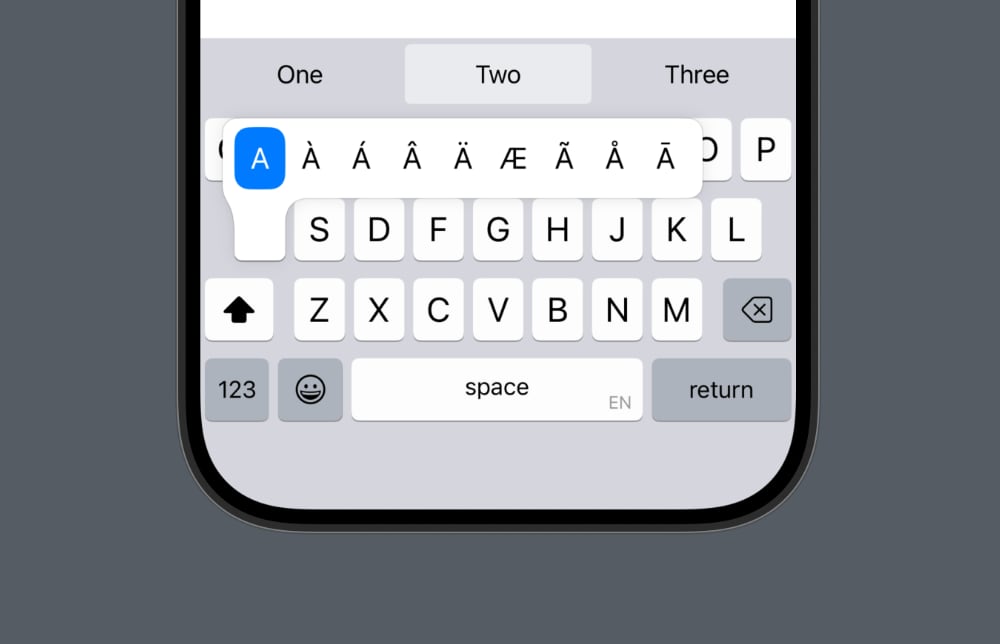 One Two Three
A À Á Â Ä Æ Ã Å Ā P
S D F G H J K L
Z X C V B N M
123 space EN return